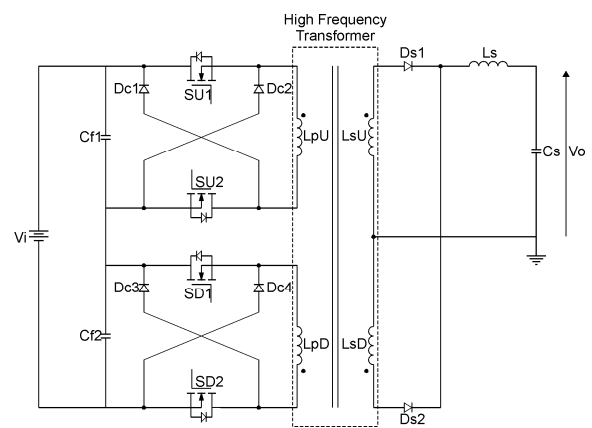 High Frequency
Transformer
Ds1
Ls
Dc1
SU1
Dc2
Cf1
LpU
LsU
Cs
Vo
SU2
Vi
Dc3
SD1
Dc4
Cf2
LpD
LsD
SD2
Ds2